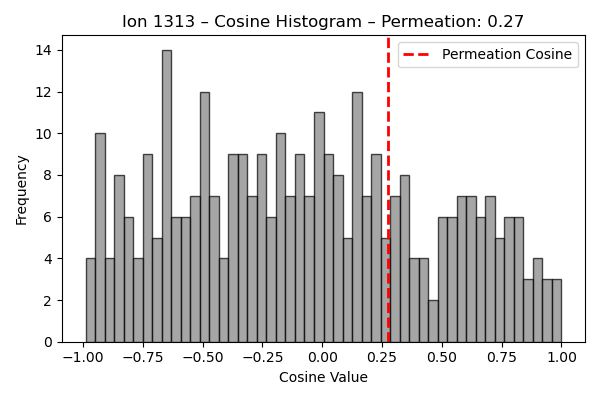 Ion 1313 – Cosine Histogram – Permeation: 0.27
Permeation Cosine
14
12
10
8
6
4
2
0
Frequency
−1.00 −0.75 −0.50 −0.25 0.00 0.25 0.50 0.75 1.00
Cosine Value